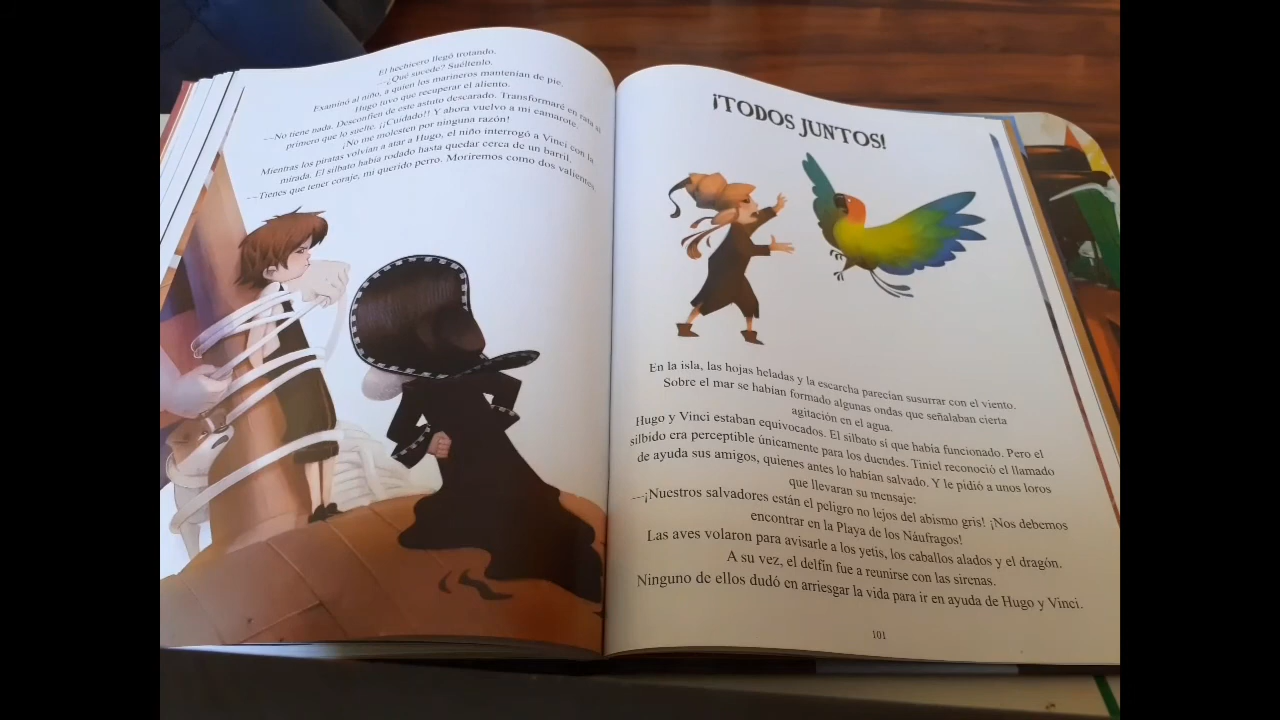 El hechicero llegó trotando.
---¿Qué sucede? Suéltenlo.
Examinó al niño, a quien los marineros mantenían de pie.
Hugo tuvo que recuperar el aliento.
---No tiene nada. Desconfíen de este astuto descarado. Transformaré en rata al
primero que lo suelte. ¡¡Cuidado!! Y ahora vuelvo a mi camarote.
¡No me molesten por ninguna razón!
Mientras los piratas volvían a atar a Hugo, el niño interrogó a Vinci con la
mirada. El silbato había rodado hasta quedar cerca de un barril.
---Tienes que tener coraje, mi querido perro. Moriremos como dos valientes.
¡TODOS JUNTOS!
En la isla, las hojas heladas y la escarcha parecían susurrar con el viento.
Sobre el mar se habían formado algunas ondas que señalaban cierta
agitación en el agua.
Hugo y Vinci estaban equivocados. El silbato sí que había funcionado. Pero el
silbido era perceptible únicamente para los duendes. Tiniel reconoció el llamado
de ayuda sus amigos, quienes antes lo habían salvado. Y le pidió a unos loros
que llevaran su mensaje:
---¡Nuestros salvadores están el peligro no lejos del abismo gris! ¡Nos debemos
encontrar en la Playa de los Náufragos!
Las aves volaron para avisarle a los yetis, los caballos alados y el dragón.
A su vez, el delfín fue a reunirse con las sirenas.
Ninguno de ellos dudó en arriesgar la vida para ir en ayuda de Hugo y Vinci.
101